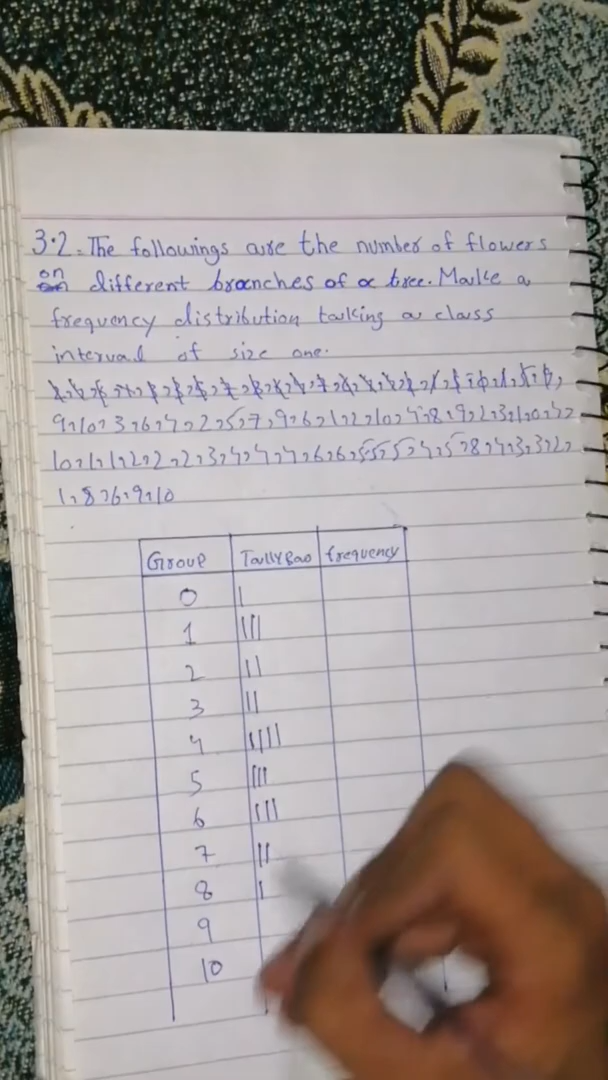 3.2. The followings are the number of flowers
on different branches of a tree. Make a
frequency distribution taking a class
interval of size one.
9,10,3,6,4,2,5,7,9,6,1,2,2,10,4,8,9,2,3,1,0,4,
10,1,1,2,2,2,3,4,4,4,6,6,5,5,5,4,5,8,4,3,3,2,
1,8,6,9,10
Group Tally Bar frequency
0 |
1 |||
2 ||
3 ||
4 ||||
5 |||
6 |||
7 ||
8 |
9
10